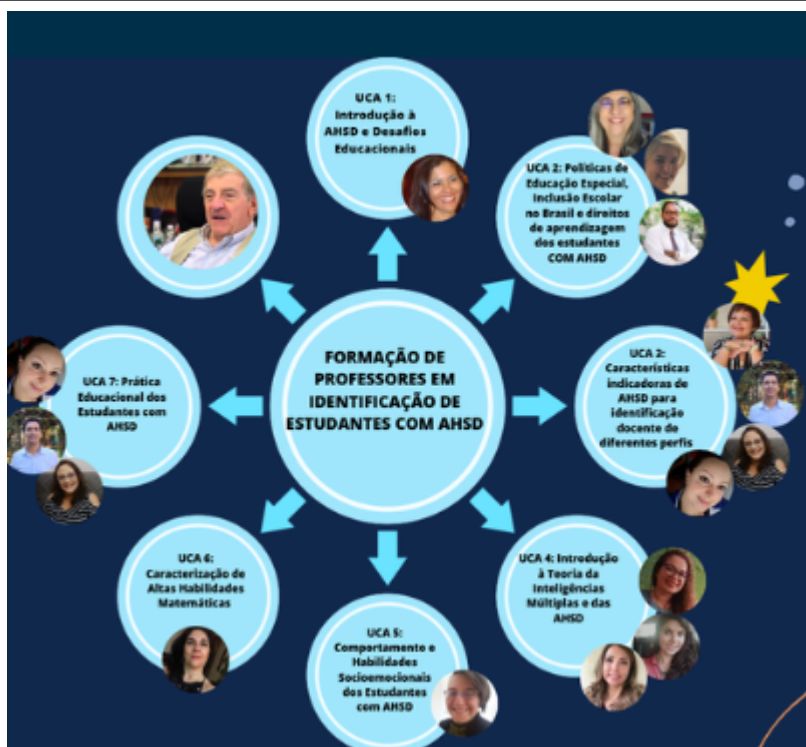 UCA 1:
Introdução à
AHSD e Desafios
Educacionais
UCA 2: Políticas de
Educação Especial,
Inclusão Escolar
no Brasil e direitos
de aprendizagem
dos estudantes
COM AHSD
FORMAÇÃO DE
PROFESSORES EM
IDENTIFICAÇÃO DE
ESTUDANTES COM AHSD
UCA 3:
Características
indicadoras de
AHSD para
identificação
docente de
diferentes perfis
UCA 4: Introdução
à Teoria da
Inteligências
Múltiplas e das
AHSD
UCA 5:
Comportamento e
Habilidades
Socioemocionais
dos Estudantes
com AHSD
UCA 6:
Caracterização de
Altas Habilidades
Matemáticas
UCA 7: Prática
Educacional dos
Estudantes com
AHSD